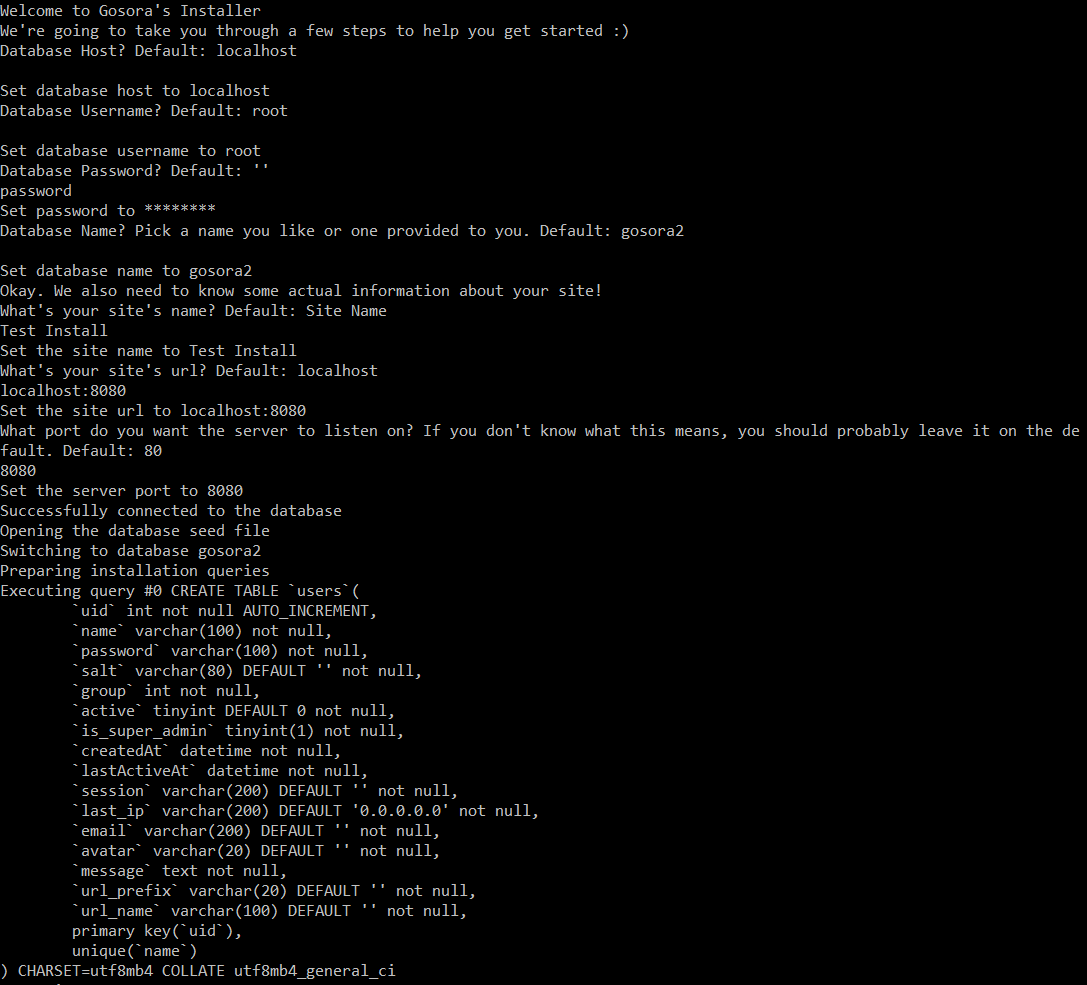 Welcome to Gosora's Installer
We're going to take you through a few steps to help you get started :)
Database Host? Default: localhost
Set database host to localhost
Database Username? Default: root
Set database username to root
Database Password? Default: ''
password
Set password to ********
Database Name? Pick a name you like or one provided to you. Default: gosora2
Set database name to gosora2
Okay. We also need to know some actual information about your site!
What's your site's name? Default: Site Name
Test Install
Set the site name to Test Install
What's your site's url? Default: localhost
localhost:8080
Set the site url to localhost:8080
What port do you want the server to listen on? If you don't know what this means, you should probably leave it on the de
fault. Default: 80
8080
Set the server port to 8080
Successfully connected to the database
Opening the database seed file
Switching to database gosora2
Preparing installation queries
Executing query #0 CREATE TABLE `users`(
`uid` int not null AUTO_INCREMENT,
`name` varchar(100) not null,
`password` varchar(100) not null,
`salt` varchar(80) DEFAULT '' not null,
`group` int not null,
`active` tinyint DEFAULT 0 not null,
`is_super_admin` tinyint(1) not null,
`createdAt` datetime not null,
`lastActiveAt` datetime not null,
`session` varchar(200) DEFAULT '' not null,
`last_ip` varchar(200) DEFAULT '0.0.0.0.0' not null,
`email` varchar(200) DEFAULT '' not null,
`avatar` varchar(20) DEFAULT '' not null,
`message` text not null,
`url_prefix` varchar(20) DEFAULT '' not null,
`url_name` varchar(100) DEFAULT '' not null,
primary key(`uid`),
unique(`name`)
) CHARSET=utf8mb4 COLLATE utf8mb4_general_ci